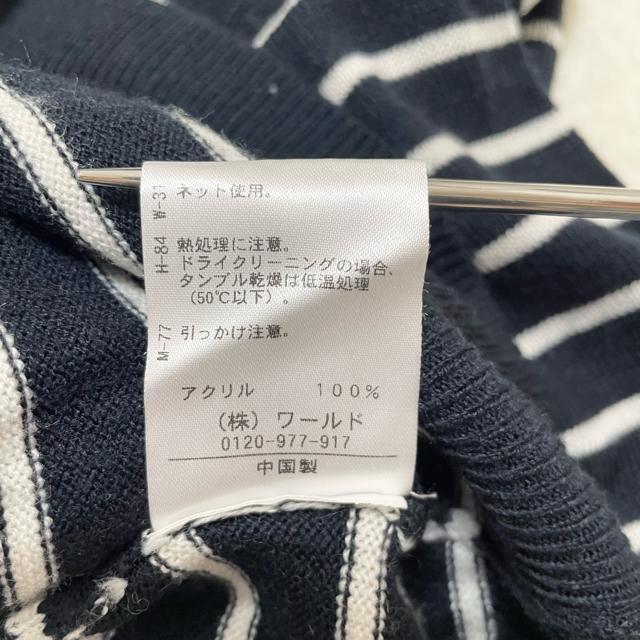 W-31 ネット使用。
H-84 熱処理に注意。
ドライクリーニングの場合、
タンブル乾燥は低温処理
（50℃以下）。
M-77 引っかけ注意。
アクリル 100%
（株）ワールド
0120-977-917
中国製